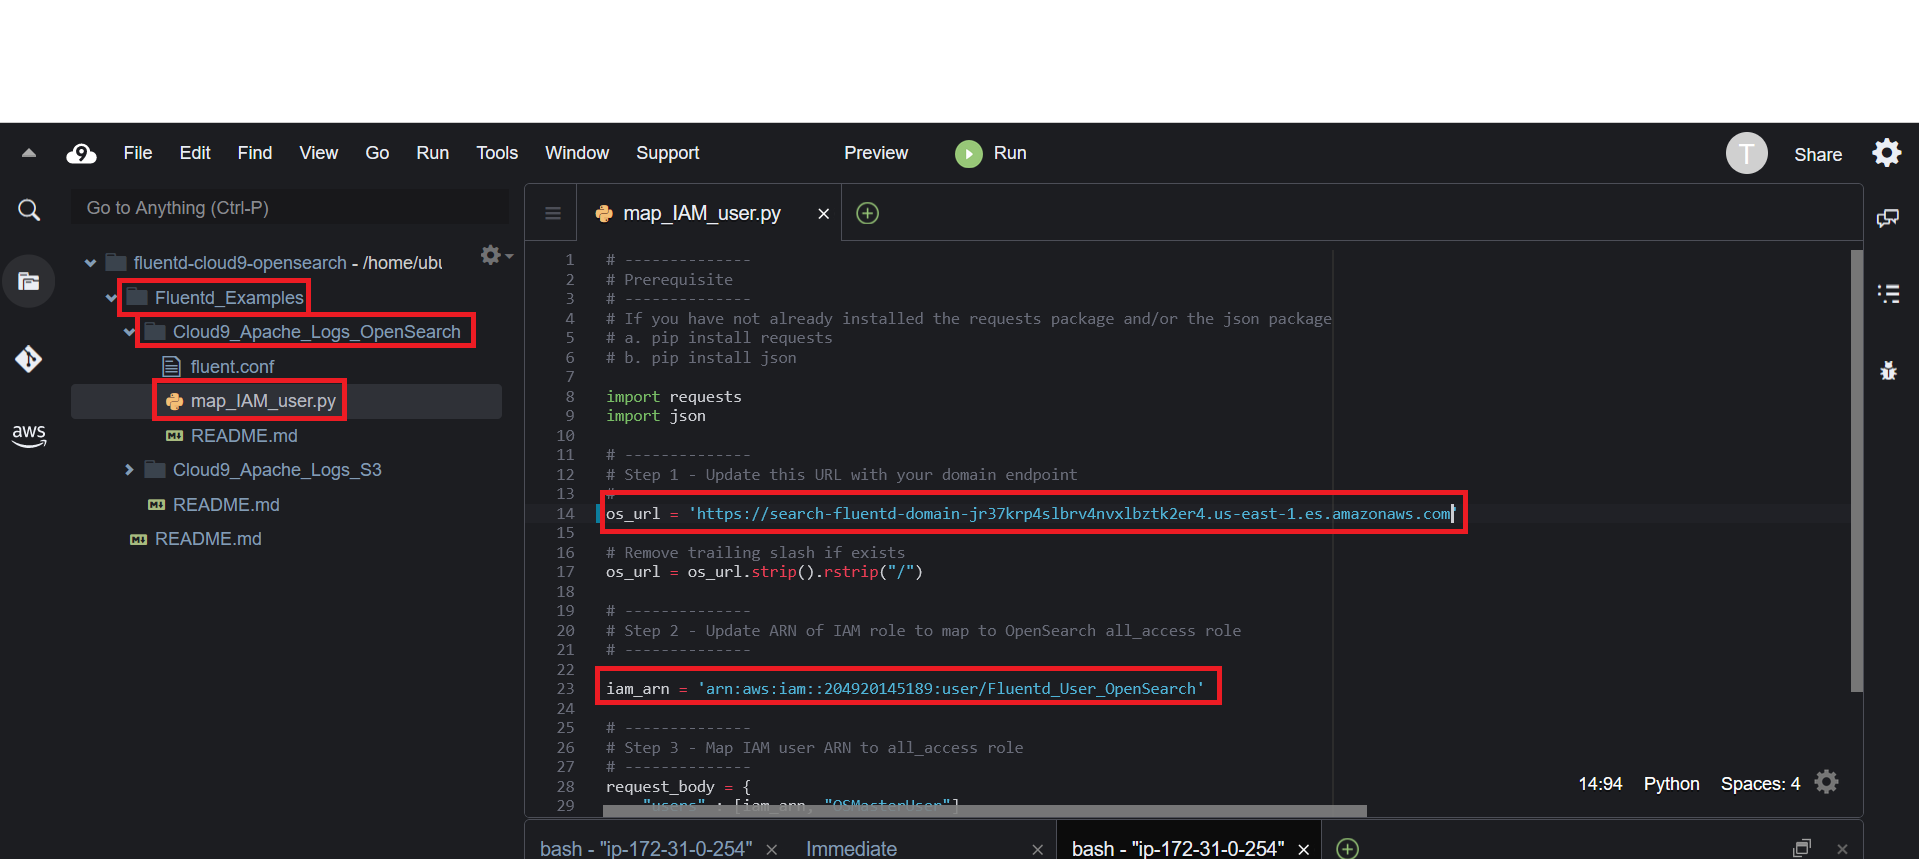 9 File Edit Find View Go Run Tools Window Support Preview Run T Share
Go to Anything (Ctrl-P)
fluentd-cloud9-opensearch - /home/ubu
Fluentd_Examples
Cloud9_Apache_Logs_OpenSearch
fluent.conf
map_IAM_user.py
README.md
Cloud9_Apache_Logs_S3
README.md
README.md
aws
map_IAM_user.py
1 # --------------
2 # Prerequisite
3 # --------------
4 # If you have not already installed the requests package and/or the json package
5 # a. pip install requests
6 # b. pip install json
7
8 import requests
9 import json
10
11 # --------------
12 # Step 1 - Update this URL with your domain endpoint
13 #
14 os_url = 'https://search-fluentd-domain-jr37krp4slbrv4nvxlbztk2er4.us-east-1.es.amazonaws.com'
15
16 # Remove trailing slash if exists
17 os_url = os_url.strip().rstrip("/")
18
19 # --------------
20 # Step 2 - Update ARN of IAM role to map to OpenSearch all_access role
21 # --------------
22
23 iam_arn = 'arn:aws:iam::204920145189:user/Fluentd_User_OpenSearch'
24
25 # --------------
26 # Step 3 - Map IAM user ARN to all_access role
27 # --------------
28 request_body = {
29 "users" : [iam_arn, "OSMasterUser"]
14:94 Python Spaces: 4
bash - "ip-172-31-0-254" Immediate bash - "ip-172-31-0-254"